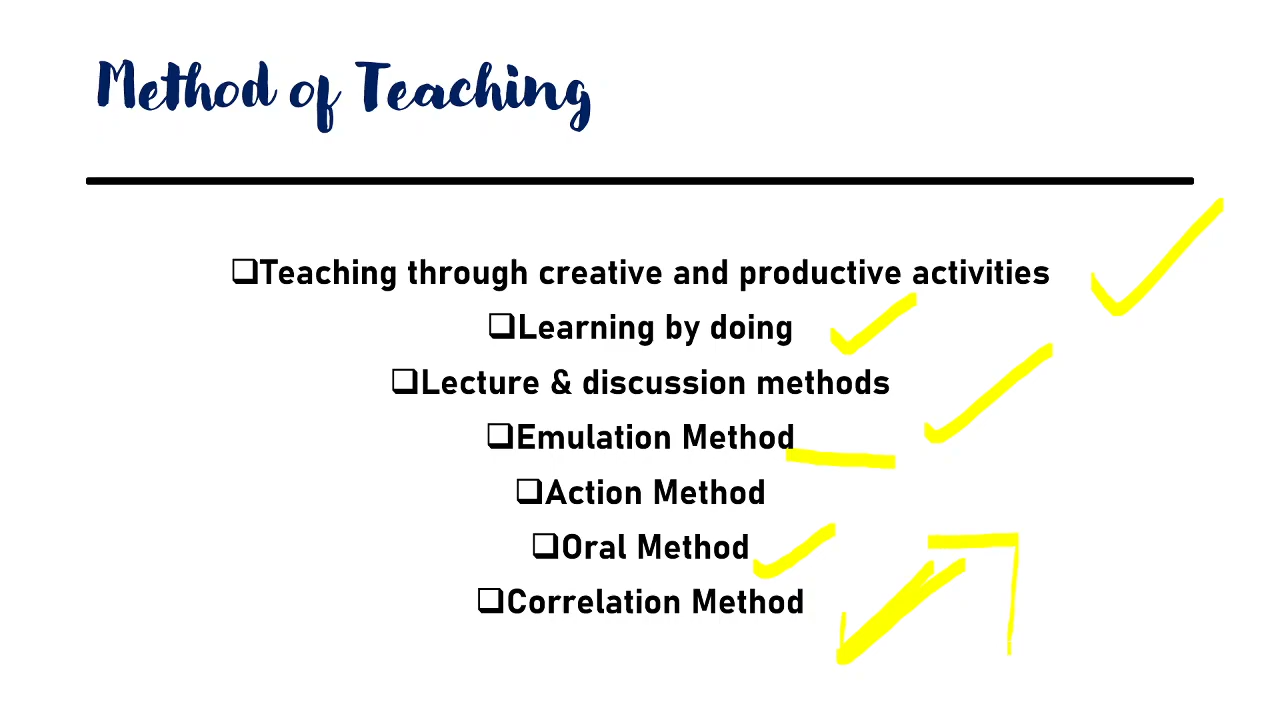 Method of Teaching
❑Teaching through creative and productive activities
❑Learning by doing
❑Lecture & discussion methods
❑Emulation Method
❑Action Method
❑Oral Method
❑Correlation Method